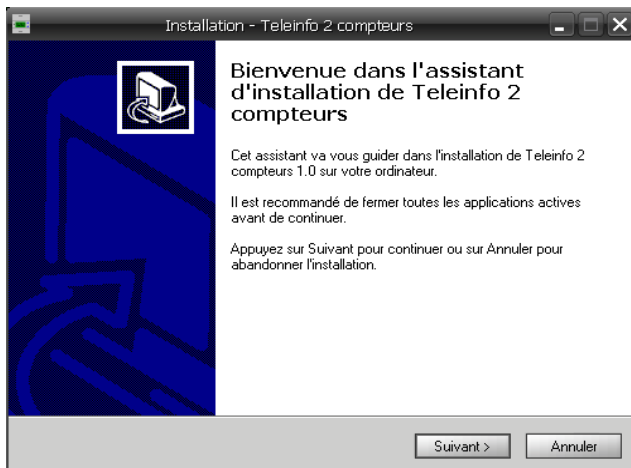 Installation - Teleinfo 2 compteurs
Bienvenue dans l'assistant
d'installation de Teleinfo 2
compteurs
Cet assistant va vous guider dans l'installation de Teleinfo 2
compteurs 1.0 sur votre ordinateur.
Il est recommandé de fermer toutes les applications actives
avant de continuer.
Appuyez sur Suivant pour continuer ou sur Annuler pour
abandonner l'installation.
Suivant >
Annuler